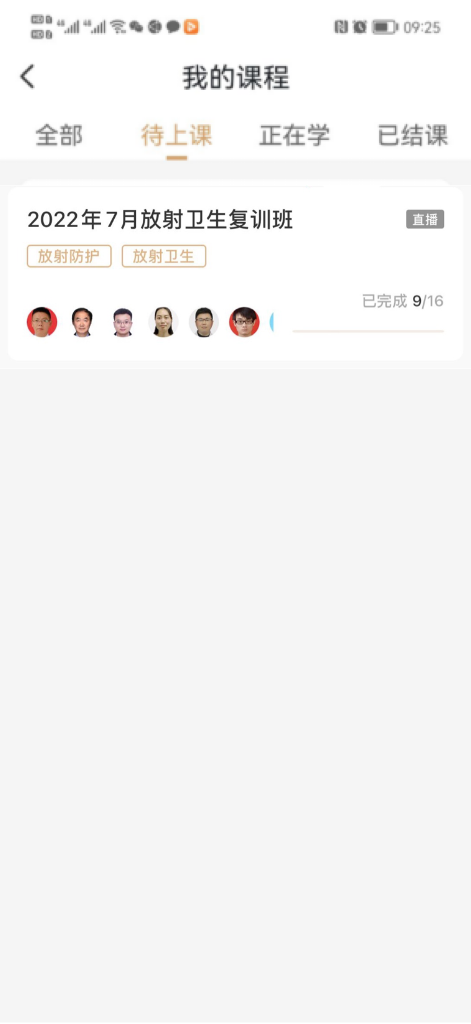 09:25
我的课程
全部 待上课 正在学 已结课
2022年7月放射卫生复训班 直播
放射防护 放射卫生
已完成 9/16